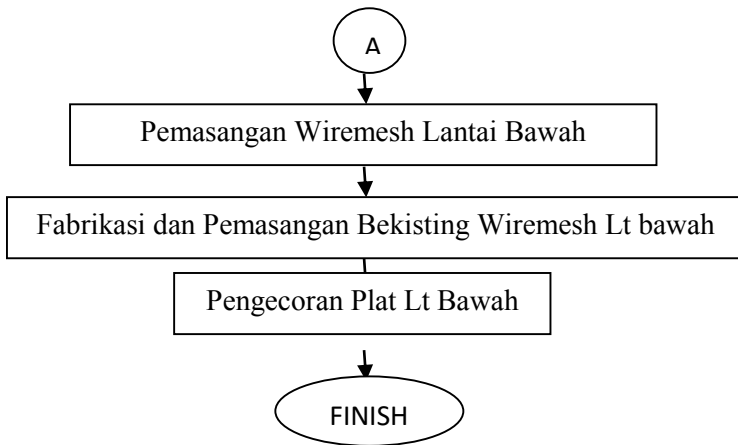 A
Pemasangan Wiremesh Lantai Bawah
Fabrikasi dan Pemasangan Bekisting Wiremesh Lt bawah
Pengecoran Plat Lt Bawah
FINISH